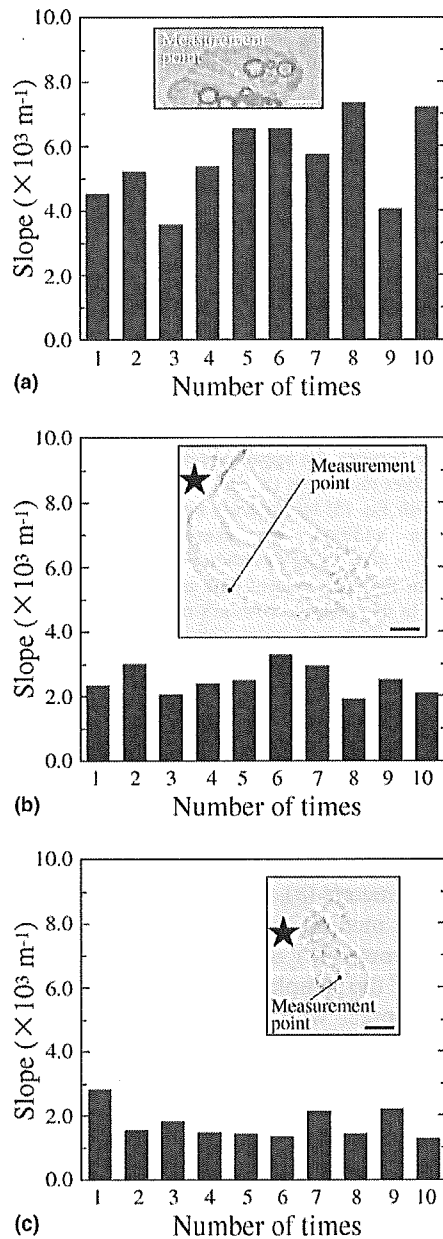 10.0
8.0
6.0
4.0
2.0
0.0
Slope (× 10³ m⁻¹)
Measurement
point
1 2 3 4 5 6 7 8 9 10
(a)
Number of times
10.0
8.0
6.0
4.0
2.0
0.0
Slope (× 10³ m⁻¹)
Measurement
point
1 2 3 4 5 6 7 8 9 10
(b)
Number of times
10.0
8.0
6.0
4.0
2.0
0.0
Slope (× 10³ m⁻¹)
Measurement
point
1 2 3 4 5 6 7 8 9 10
(c)
Number of times